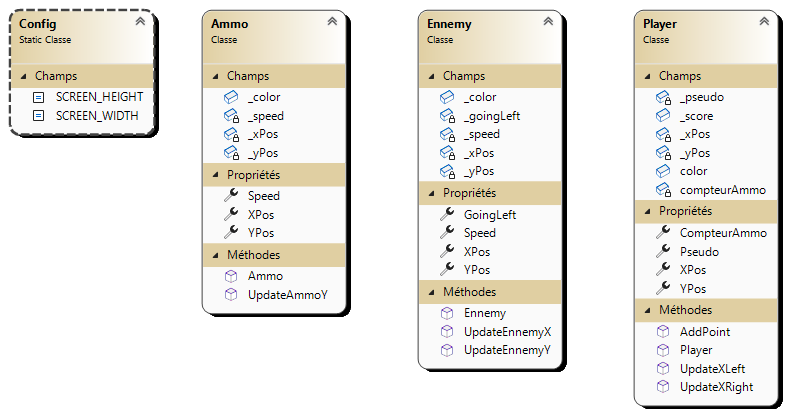 Config
Static Classe
Champs
SCREEN_HEIGHT
SCREEN_WIDTH
Ammo
Classe
Champs
_color
_speed
_xPos
_yPos
Propriétés
Speed
XPos
YPos
Méthodes
Ammo
UpdateAmmoY
Ennemy
Classe
Champs
_color
_goingLeft
_speed
_xPos
_yPos
Propriétés
GoingLeft
Speed
XPos
YPos
Méthodes
Ennemy
UpdateEnnemyX
UpdateEnnemyY
Player
Classe
Champs
_pseudo
_score
_xPos
_yPos
color
compteurAmmo
Propriétés
CompteurAmmo
Pseudo
XPos
YPos
Méthodes
AddPoint
Player
UpdateXLeft
UpdateXRight